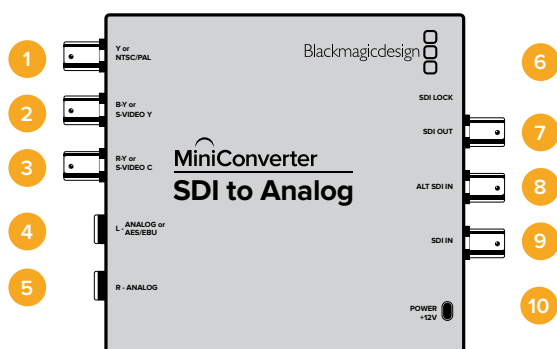 1
Y or
NTSC/PAL
2
B-Y or
S-VIDEO Y
3
R-Y or
S-VIDEO C
4
L - ANALOG or
AES/EBU
5
R - ANALOG
Blackmagicdesign
MiniConverter
SDI to Analog
6
SDI LOCK
7
SDI OUT
8
ALT SDI IN
9
SDI IN
10
POWER
+12V